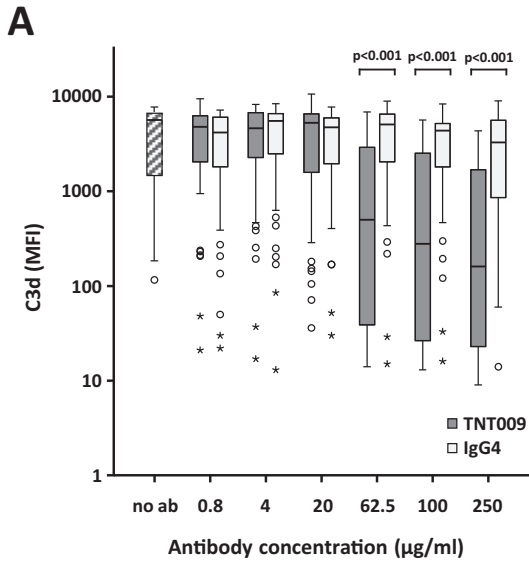 A
p<0.001 p<0.001 p<0.001
10000
1000
100
10
1
C3d (MFI)
TNT009
IgG4
no ab 0.8 4 20 62.5 100 250
Antibody concentration (µg/ml)